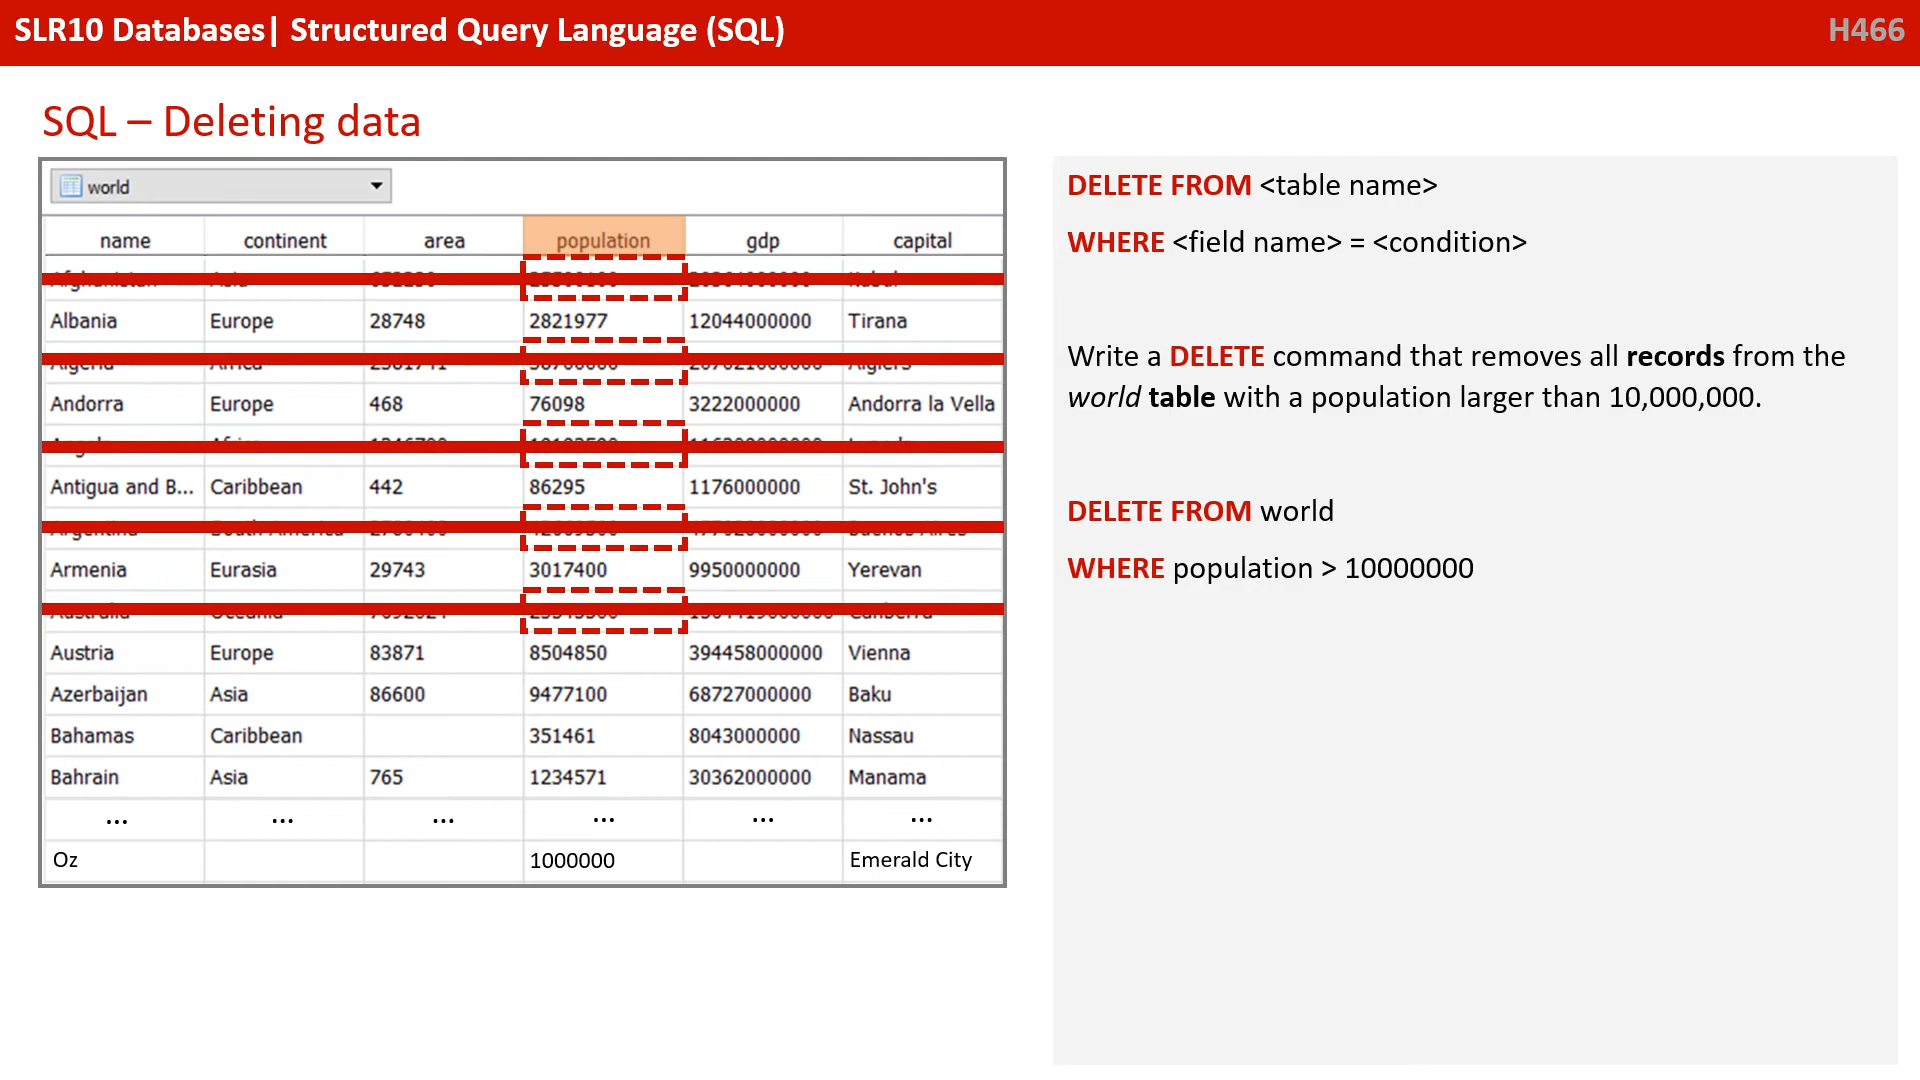 SLR10 Databases| Structured Query Language (SQL)
H466
SQL – Deleting data
world
name continent area population gdp capital
Albania Europe 28748 2821977 12044000000 Tirana
Andorra Europe 468 76098 3222000000 Andorra la Vella
Antigua and B... Caribbean 442 86295 1176000000 St. John's
Armenia Eurasia 29743 3017400 9950000000 Yerevan
Austria Europe 83871 8504850 394458000000 Vienna
Azerbaijan Asia 86600 9477100 68727000000 Baku
Bahamas Caribbean 351461 8043000000 Nassau
Bahrain Asia 765 1234571 30362000000 Manama
... ... ... ... ... ...
Oz 1000000 Emerald City
DELETE FROM <table name>
WHERE <field name> = <condition>
Write a DELETE command that removes all records from the
world table with a population larger than 10,000,000.
DELETE FROM world
WHERE population > 10000000